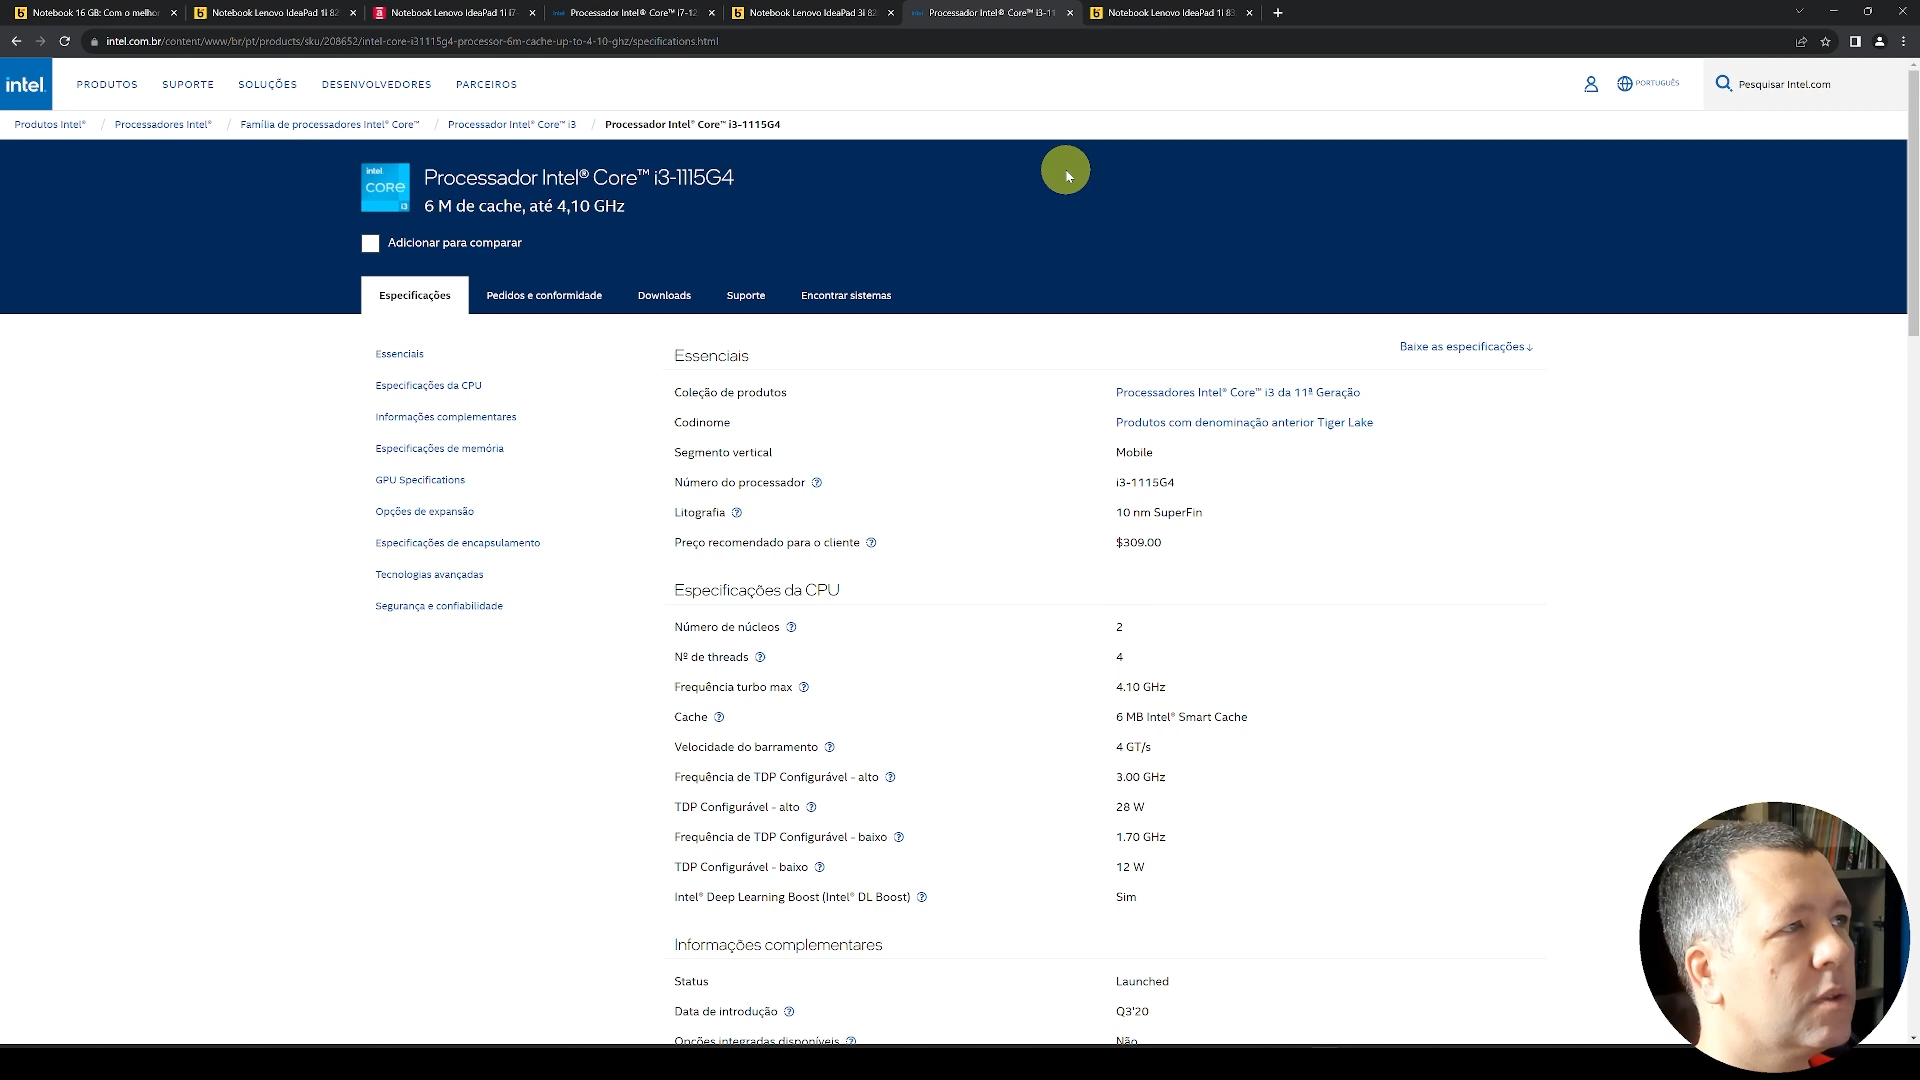 Notebook 16 GB: Com o melhor
Notebook Lenovo IdeaPad 1i 82
Notebook Lenovo IdeaPad 1i i7-
Processador Intel® Core™ i7-12
Notebook Lenovo IdeaPad 3i 82
Processador Intel® Core™ i3-11
Notebook Lenovo IdeaPad 1i 83
intel.com.br/content/www/br/pt/products/sku/208652/intel-core-i31115g4-processor-6m-cache-up-to-4-10-ghz/specifications.html
intel.
PRODUTOS
SUPORTE
SOLUÇÕES
DESENVOLVEDORES
PARCEIROS
PORTUGUÊS
Pesquisar Intel.com
Produtos Intel® / Processadores Intel® / Família de processadores Intel® Core™ / Processador Intel® Core™ i3 / Processador Intel® Core™ i3-1115G4
intel.
CORE
i3
Processador Intel® Core™ i3-1115G4
6 M de cache, até 4,10 GHz
Adicionar para comparar
Especificações
Pedidos e conformidade
Downloads
Suporte
Encontrar sistemas
Essenciais
Especificações da CPU
Informações complementares
Especificações de memória
GPU Specifications
Opções de expansão
Especificações de encapsulamento
Tecnologias avançadas
Segurança e confiabilidade
Baixe as especificações↓
Essenciais
Coleção de produtos Processadores Intel® Core™ i3 da 11ª Geração
Codinome Produtos com denominação anterior Tiger Lake
Segmento vertical Mobile
Número do processador ? i3-1115G4
Litografia ? 10 nm SuperFin
Preço recomendado para o cliente ? $309.00
Especificações da CPU
Número de núcleos ? 2
Nº de threads ? 4
Frequência turbo max ? 4.10 GHz
Cache ? 6 MB Intel® Smart Cache
Velocidade do barramento ? 4 GT/s
Frequência de TDP Configurável - alto ? 3.00 GHz
TDP Configurável - alto ? 28 W
Frequência de TDP Configurável - baixo ? 1.70 GHz
TDP Configurável - baixo ? 12 W
Intel® Deep Learning Boost (Intel® DL Boost) ? Sim
Informações complementares
Status Launched
Data de introdução ? Q3'20
Opções integradas disponíveis ? Não